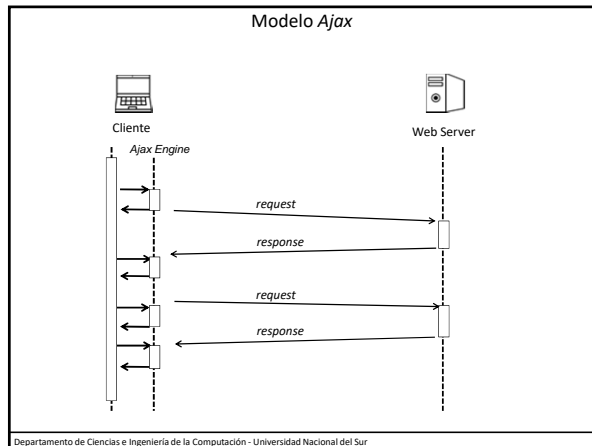 Modelo Ajax
Cliente
Web Server
Ajax Engine
request
response
request
response
Departamento de Ciencias e Ingeniería de la Computación - Universidad Nacional del Sur